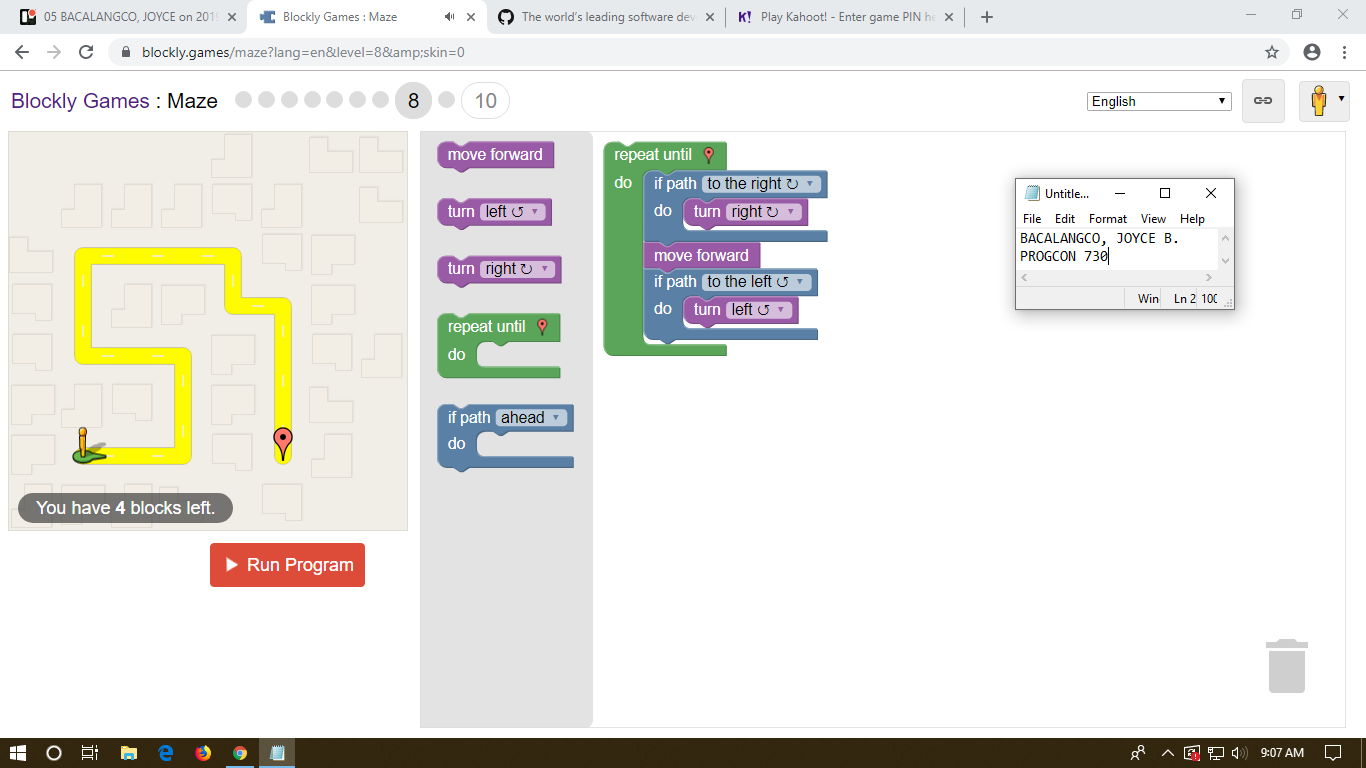 05 BACALANGCO, JOYCE on 2019
Blockly Games : Maze
The world's leading software dev
K! Play Kahoot! - Enter game PIN he
blockly.games/maze?lang=en&level=8&amp;skin=0
Blockly Games : Maze
8
10
English
move forward
turn left
turn right
repeat until
do
if path ahead
do
repeat until
do
if path to the right
do turn right
move forward
if path to the left
do turn left
Untitle...
File Edit Format View Help
BACALANGCO, JOYCE B.
PROGCON 730
Win Ln 2 100
You have 4 blocks left.
Run Program
9:07 AM